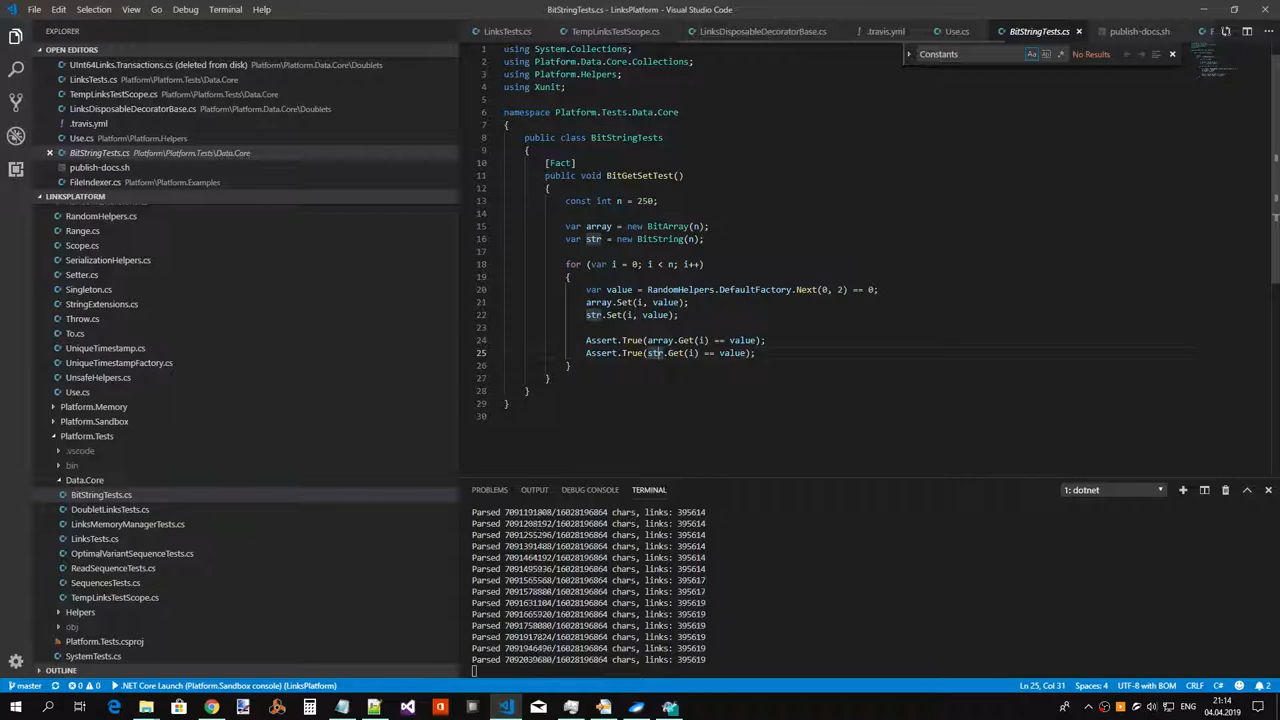 File Edit Selection View Go Debug Terminal Help
BitStringTests.cs - LinksPlatform - Visual Studio Code
EXPLORER
OPEN EDITORS
UInt64Links.Transactions.cs (deleted from disk) Platform\Platform.Data.Core\Doublets
LinksTests.cs Platform\Platform.Tests\Data.Core
TempLinksTestScope.cs Platform\Platform.Tests\Data.Core
LinksDisposableDecoratorBase.cs Platform\Platform.Data.Core\Doublets
.travis.yml
Use.cs Platform\Platform.Helpers
BitStringTests.cs Platform\Platform.Tests\Data.Core
publish-docs.sh
FileIndexer.cs Platform\Platform.Examples
LINKSPLATFORM
RandomHelpers.cs
Range.cs
Scope.cs
SerializationHelpers.cs
Setter.cs
Singleton.cs
StringExtensions.cs
Throw.cs
To.cs
UniqueTimestamp.cs
UniqueTimestampFactory.cs
UnsafeHelpers.cs
Use.cs
Platform.Memory
Platform.Sandbox
Platform.Tests
.vscode
bin
Data.Core
BitStringTests.cs
DoubletLinksTests.cs
LinksMemoryManagerTests.cs
LinksTests.cs
OptimalVariantSequenceTests.cs
ReadSequenceTests.cs
SequencesTests.cs
TempLinksTestScope.cs
Helpers
obj
Platform.Tests.csproj
SystemTests.cs
OUTLINE
LinksTests.cs TempLinksTestScope.cs LinksDisposableDecoratorBase.cs .travis.yml Use.cs BitStringTests.cs publish-docs.sh
Constants Aa No Results
1 using System.Collections;
2 using Platform.Data.Core.Collections;
3 using Platform.Helpers;
4 using Xunit;
5
6 namespace Platform.Tests.Data.Core
7 {
8 public class BitStringTests
9 {
10 [Fact]
11 public void BitGetSetTest()
12 {
13 const int n = 250;
14
15 var array = new BitArray(n);
16 var str = new BitString(n);
17
18 for (var i = 0; i < n; i++)
19 {
20 var value = RandomHelpers.DefaultFactory.Next(0, 2) == 0;
21 array.Set(i, value);
22 str.Set(i, value);
23
24 Assert.True(array.Get(i) == value);
25 Assert.True(str.Get(i) == value);
26 }
27 }
28 }
29 }
30
PROBLEMS OUTPUT DEBUG CONSOLE TERMINAL 1: dotnet
Parsed 7091191808/16028196864 chars, links: 395614
Parsed 7091208192/16028196864 chars, links: 395614
Parsed 7091255296/16028196864 chars, links: 395614
Parsed 7091391488/16028196864 chars, links: 395614
Parsed 7091464192/16028196864 chars, links: 395614
Parsed 7091495936/16028196864 chars, links: 395614
Parsed 7091565568/16028196864 chars, links: 395617
Parsed 7091578880/16028196864 chars, links: 395617
Parsed 7091631104/16028196864 chars, links: 395619
Parsed 7091665920/16028196864 chars, links: 395619
Parsed 7091758080/16028196864 chars, links: 395619
Parsed 7091917824/16028196864 chars, links: 395619
Parsed 7091946496/16028196864 chars, links: 395619
Parsed 7092039680/16028196864 chars, links: 395619
master 0 0 .NET Core Launch (Platform.Sandbox console) (LinksPlatform)
Ln 25, Col 31 Spaces: 4 UTF-8 with BOM CRLF C# 2
ENG 21:14
04.04.2019